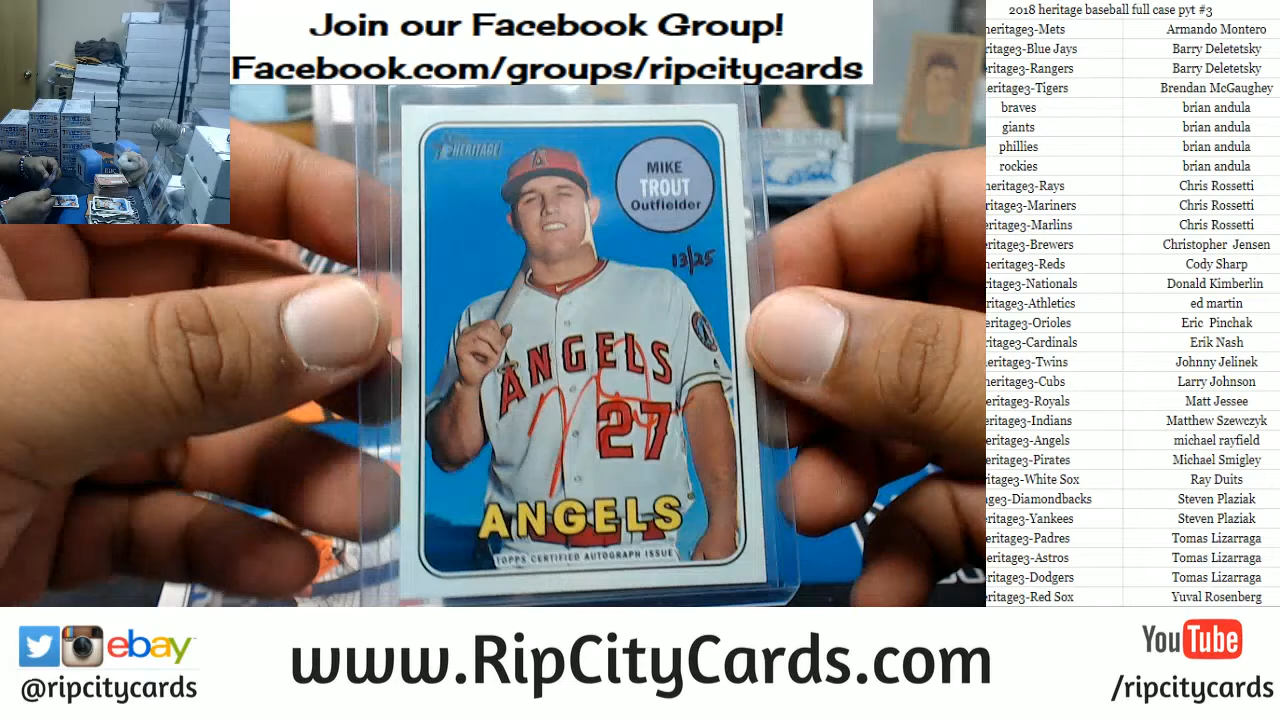 Join our Facebook Group!
Facebook.com/groups/ripcitycards
HERITAGE
MIKE
TROUT
Outfielder
13/25
ANGELS
27
ANGELS
TOPPS CERTIFIED AUTOGRAPH ISSUE
2018 heritage baseball full case pyt #3
heritage3-Mets Armando Montero
eritage3-Blue Jays Barry Deletetsky
eritage3-Rangers Barry Deletetsky
eritage3-Tigers Brendan McGaughey
braves brian andula
giants brian andula
phillies brian andula
rockies brian andula
heritage3-Rays Chris Rossetti
eritage3-Mariners Chris Rossetti
eritage3-Marlins Chris Rossetti
eritage3-Brewers Christopher Jensen
heritage3-Reds Cody Sharp
eritage3-Nationals Donald Kimberlin
eritage3-Athletics ed martin
eritage3-Orioles Eric Pinchak
eritage3-Cardinals Erik Nash
eritage3-Twins Johnny Jelinek
heritage3-Cubs Larry Johnson
eritage3-Royals Matt Jessee
eritage3-Indians Matthew Szewczyk
eritage3-Angels michael rayfield
eritage3-Pirates Michael Smigley
ritage3-White Sox Ray Duits
age3-Diamondbacks Steven Plaziak
eritage3-Yankees Steven Plaziak
eritage3-Padres Tomas Lizarraga
eritage3-Astros Tomas Lizarraga
eritage3-Dodgers Tomas Lizarraga
ritage3-Red Sox Yuval Rosenberg
ebay
@ripcitycards
www.RipCityCards.com
YouTube
/ripcitycards